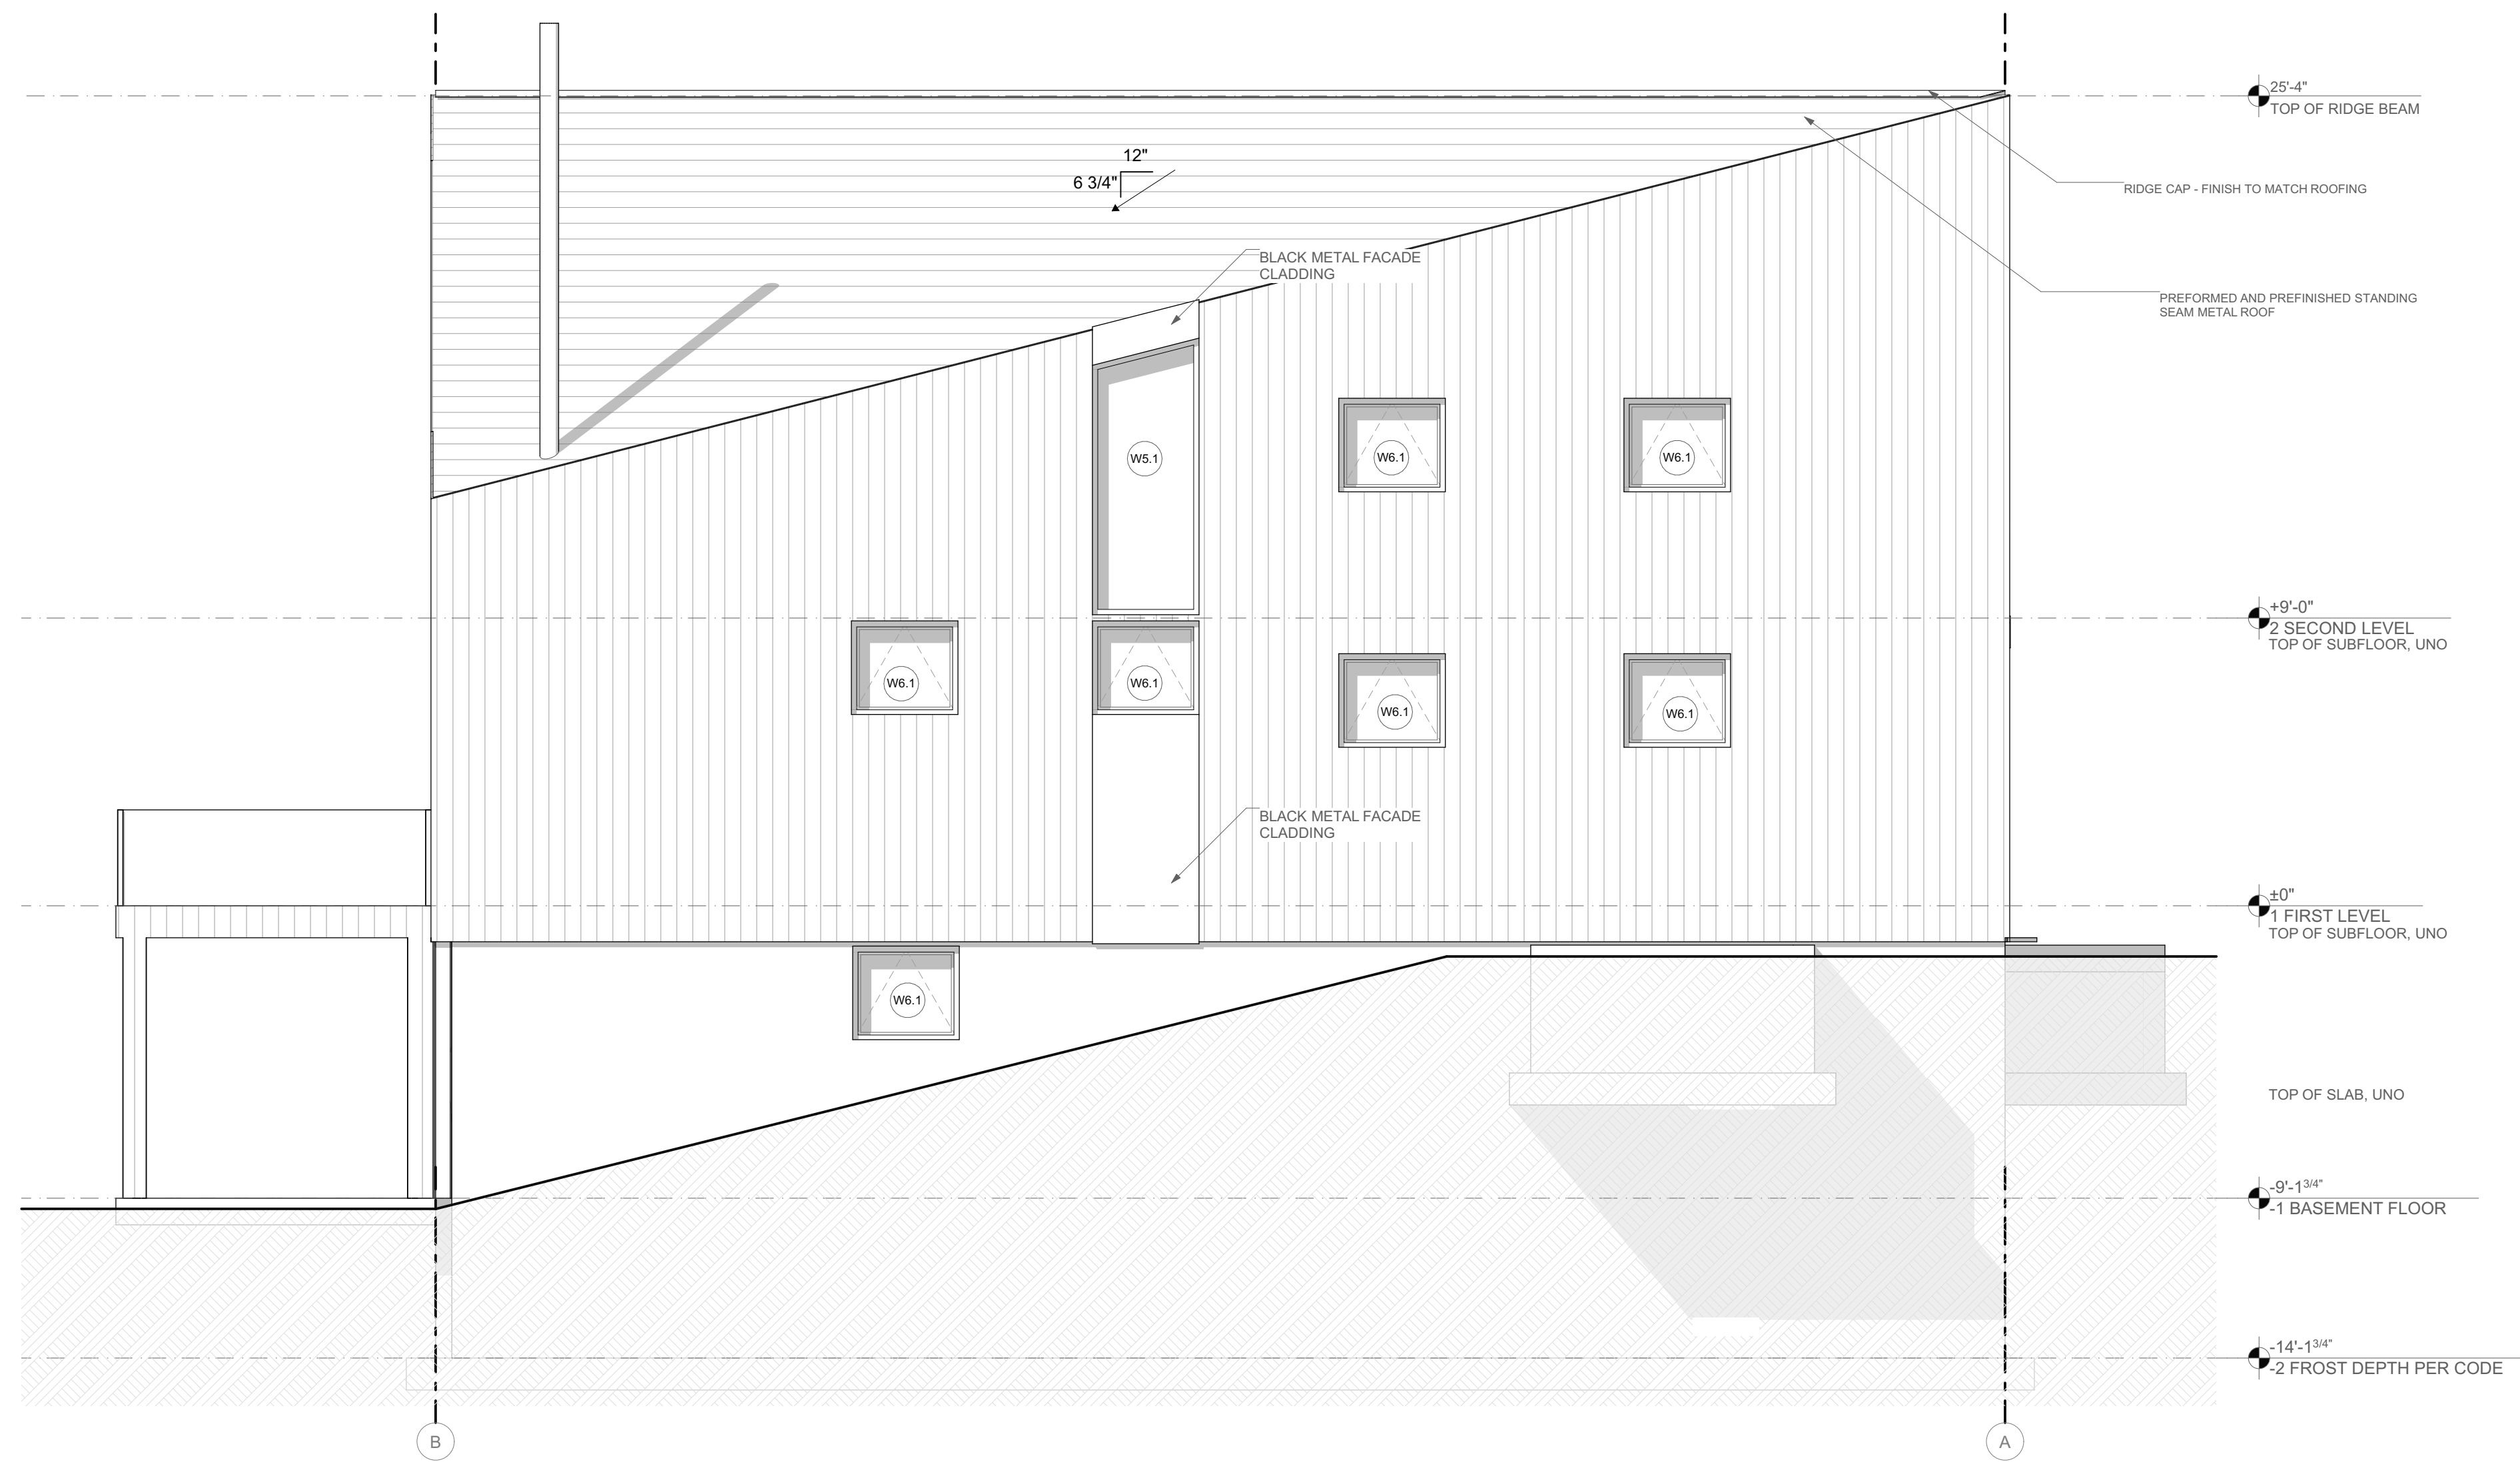 25'-4"
TOP OF RIDGE BEAM
12"
6 3/4"
RIDGE CAP - FINISH TO MATCH ROOFING
BLACK METAL FACADE
CLADDING
PREFORMED AND PREFINISHED STANDING
SEAM METAL ROOF
W5.1
W6.1
W6.1
+9'-0"
2 SECOND LEVEL
TOP OF SUBFLOOR, UNO
W6.1
W6.1
W6.1
W6.1
BLACK METAL FACADE
CLADDING
±0"
1 FIRST LEVEL
TOP OF SUBFLOOR, UNO
W6.1
TOP OF SLAB, UNO
-9'-1 3/4"
-1 BASEMENT FLOOR
-14'-1 3/4"
-2 FROST DEPTH PER CODE
B
A